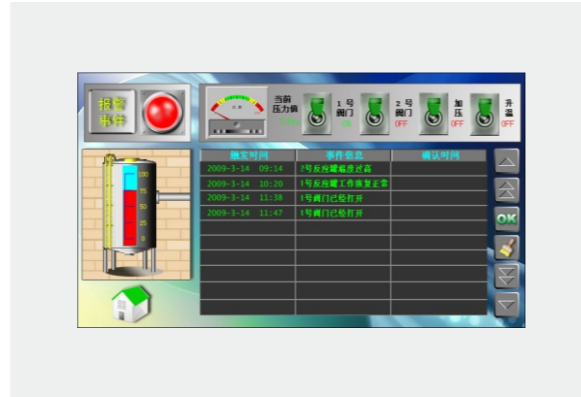 报警
事件
当前
压力值
1 号
阀门
2 号
阀门
OFF
加
压
OFF
升
温
OFF
触发时间 事件信息 确认时间
2009-3-14 09:14 2号反应罐温度过高
2009-3-14 10:20 1号反应罐工作恢复正常
2009-3-14 11:38 1号阀门已经打开
2009-3-14 11:47 1号阀门已经打开
100
75
50
25
0
OK